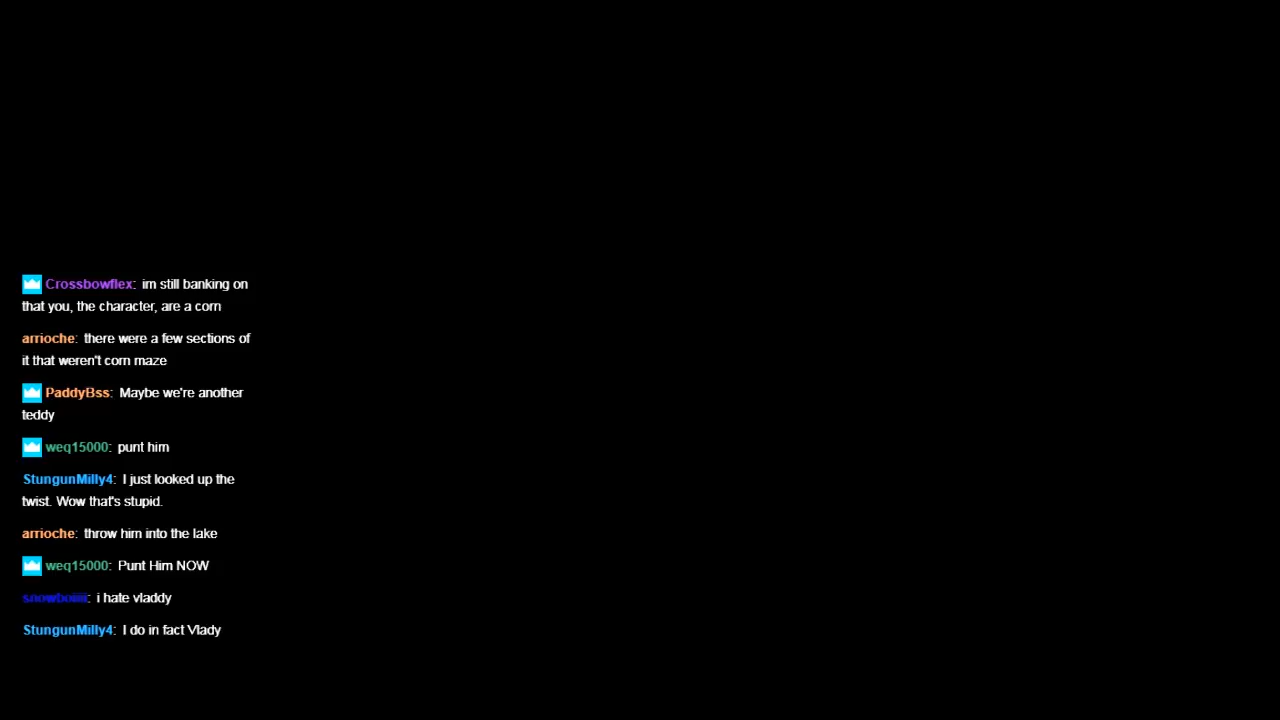 Crossbowflex: im still banking on
that you, the character, are a corn
arrioche: there were a few sections of
it that weren't corn maze
PaddyBss: Maybe we're another
teddy
weq15000: punt him
StungunMilly4: I just looked up the
twist. Wow that's stupid.
arrioche: throw him into the lake
weq15000: Punt Him NOW
: i hate vladdy
StungunMilly4: I do in fact Vlady